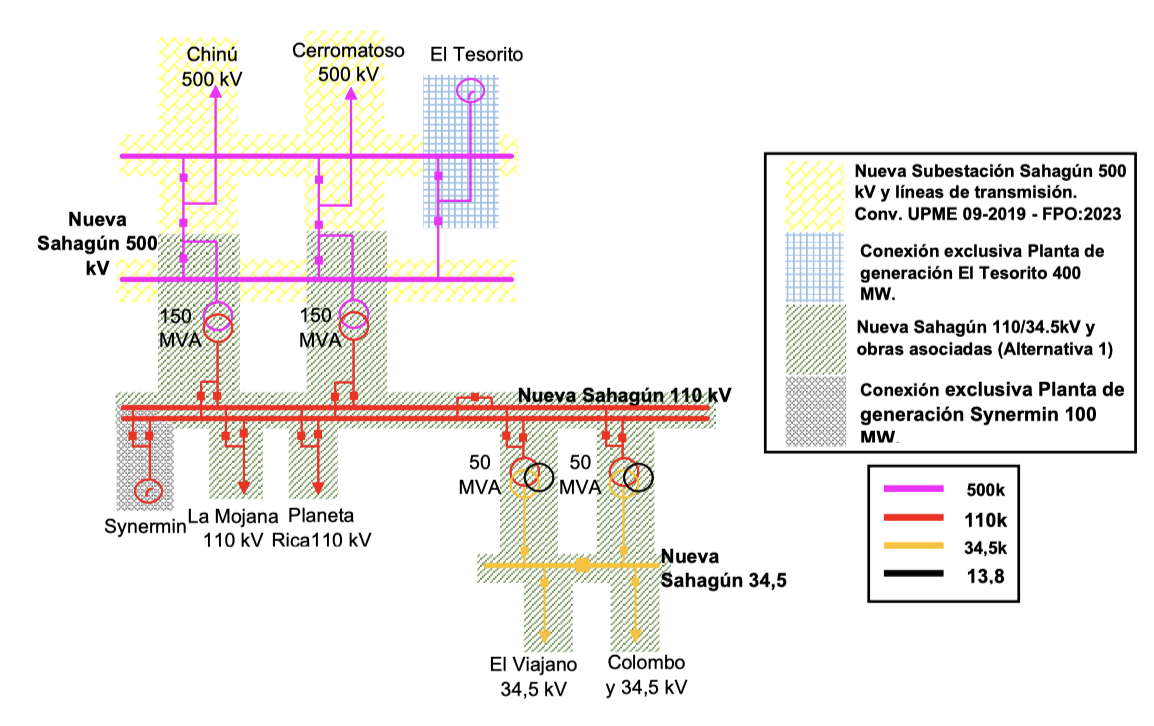 Chinú
500 kV
Cerromatoso
500 kV
El Tesorito
Nueva
Sahagún 500
kV
150
MVA
150
MVA
Nueva Sahagún 110 kV
50
MVA
50
MVA
Synermin
La Mojana
110 kV
Planeta
Rica110 kV
Nueva
Sahagún 34,5
El Viajano
34,5 kV
Colombo
y 34,5 kV
Nueva Subestación Sahagún 500
kV y líneas de transmisión.
Conv. UPME 09-2019 - FPO:2023
Conexión exclusiva Planta de
generación El Tesorito 400
MW.
Nueva Sahagún 110/34.5kV y
obras asociadas (Alternativa 1)
Conexión exclusiva Planta de
generación Synermin 100
MW.
500k
110k
34,5k
13.8